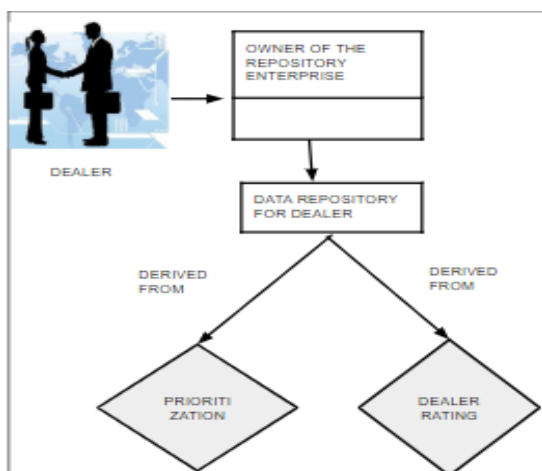 OWNER OF THE
REPOSITORY
ENTERPRISE
DEALER
DATA REPOSITORY
FOR DEALER
DERIVED
FROM
DERIVED
FROM
PRIORITI
ZATION
DEALER
RATING